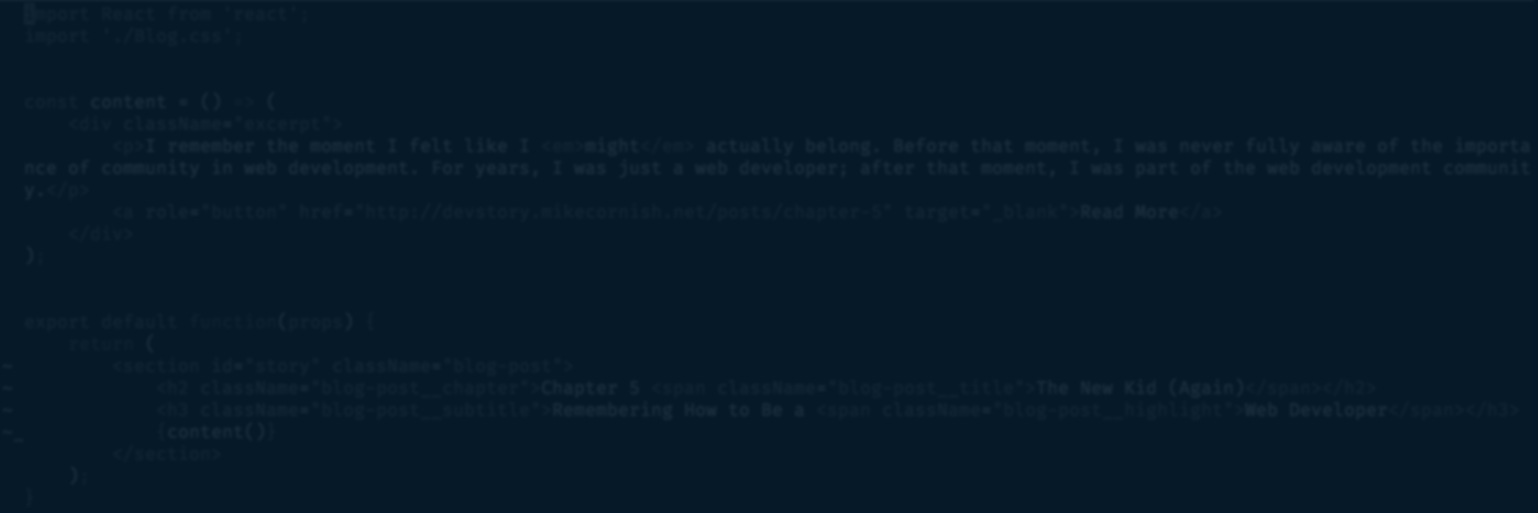 import React from 'react';
import './Blog.css';
const content = () => (
<div className="excerpt">
<p>I remember the moment I felt like I <em>might</em> actually belong. Before that moment, I was never fully aware of the importa
nce of community in web development. For years, I was just a web developer; after that moment, I was part of the web development communit
y.</p>
<a role="button" href="http://devstory.mikecornish.net/posts/chapter-5" target="_blank">Read More</a>
</div>
);
export default function(props) {
return (
~ <section id="story" className="blog-post">
~ <h2 className="blog-post__chapter">Chapter 5 <span className="blog-post__title">The New Kid (Again)</span></h2>
~ <h3 className="blog-post__subtitle">Remembering How to Be a <span className="blog-post__highlight">Web Developer</span></h3>
~_ {content()}
</section>
);
}